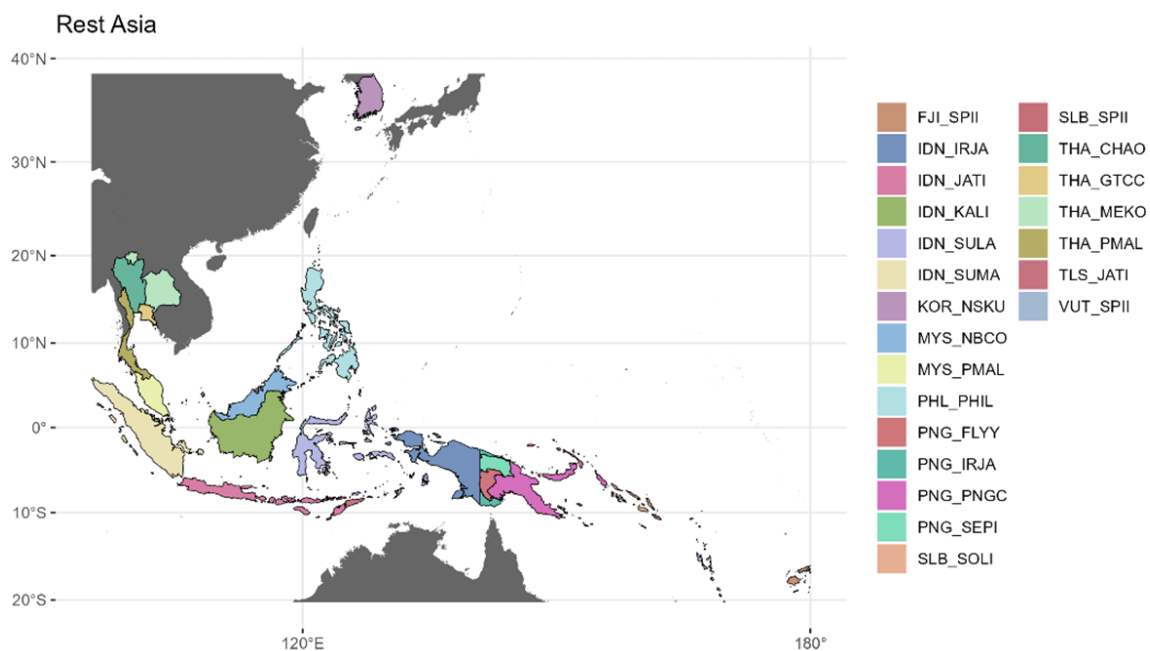 Rest Asia
40°N
30°N
20°N
10°N
0°
10°S
20°S
120°E
180°
FJI_SPII
IDN_IRJA
IDN_JATI
IDN_KALI
IDN_SULA
IDN_SUMA
KOR_NSKU
MYS_NBCO
MYS_PMAL
PHL_PHIL
PNG_FLYY
PNG_IRJA
PNG_PNGC
PNG_SEPI
SLB_SOLI
SLB_SPII
THA_CHAO
THA_GTCC
THA_MEKO
THA_PMAL
TLS_JATI
VUT_SPII